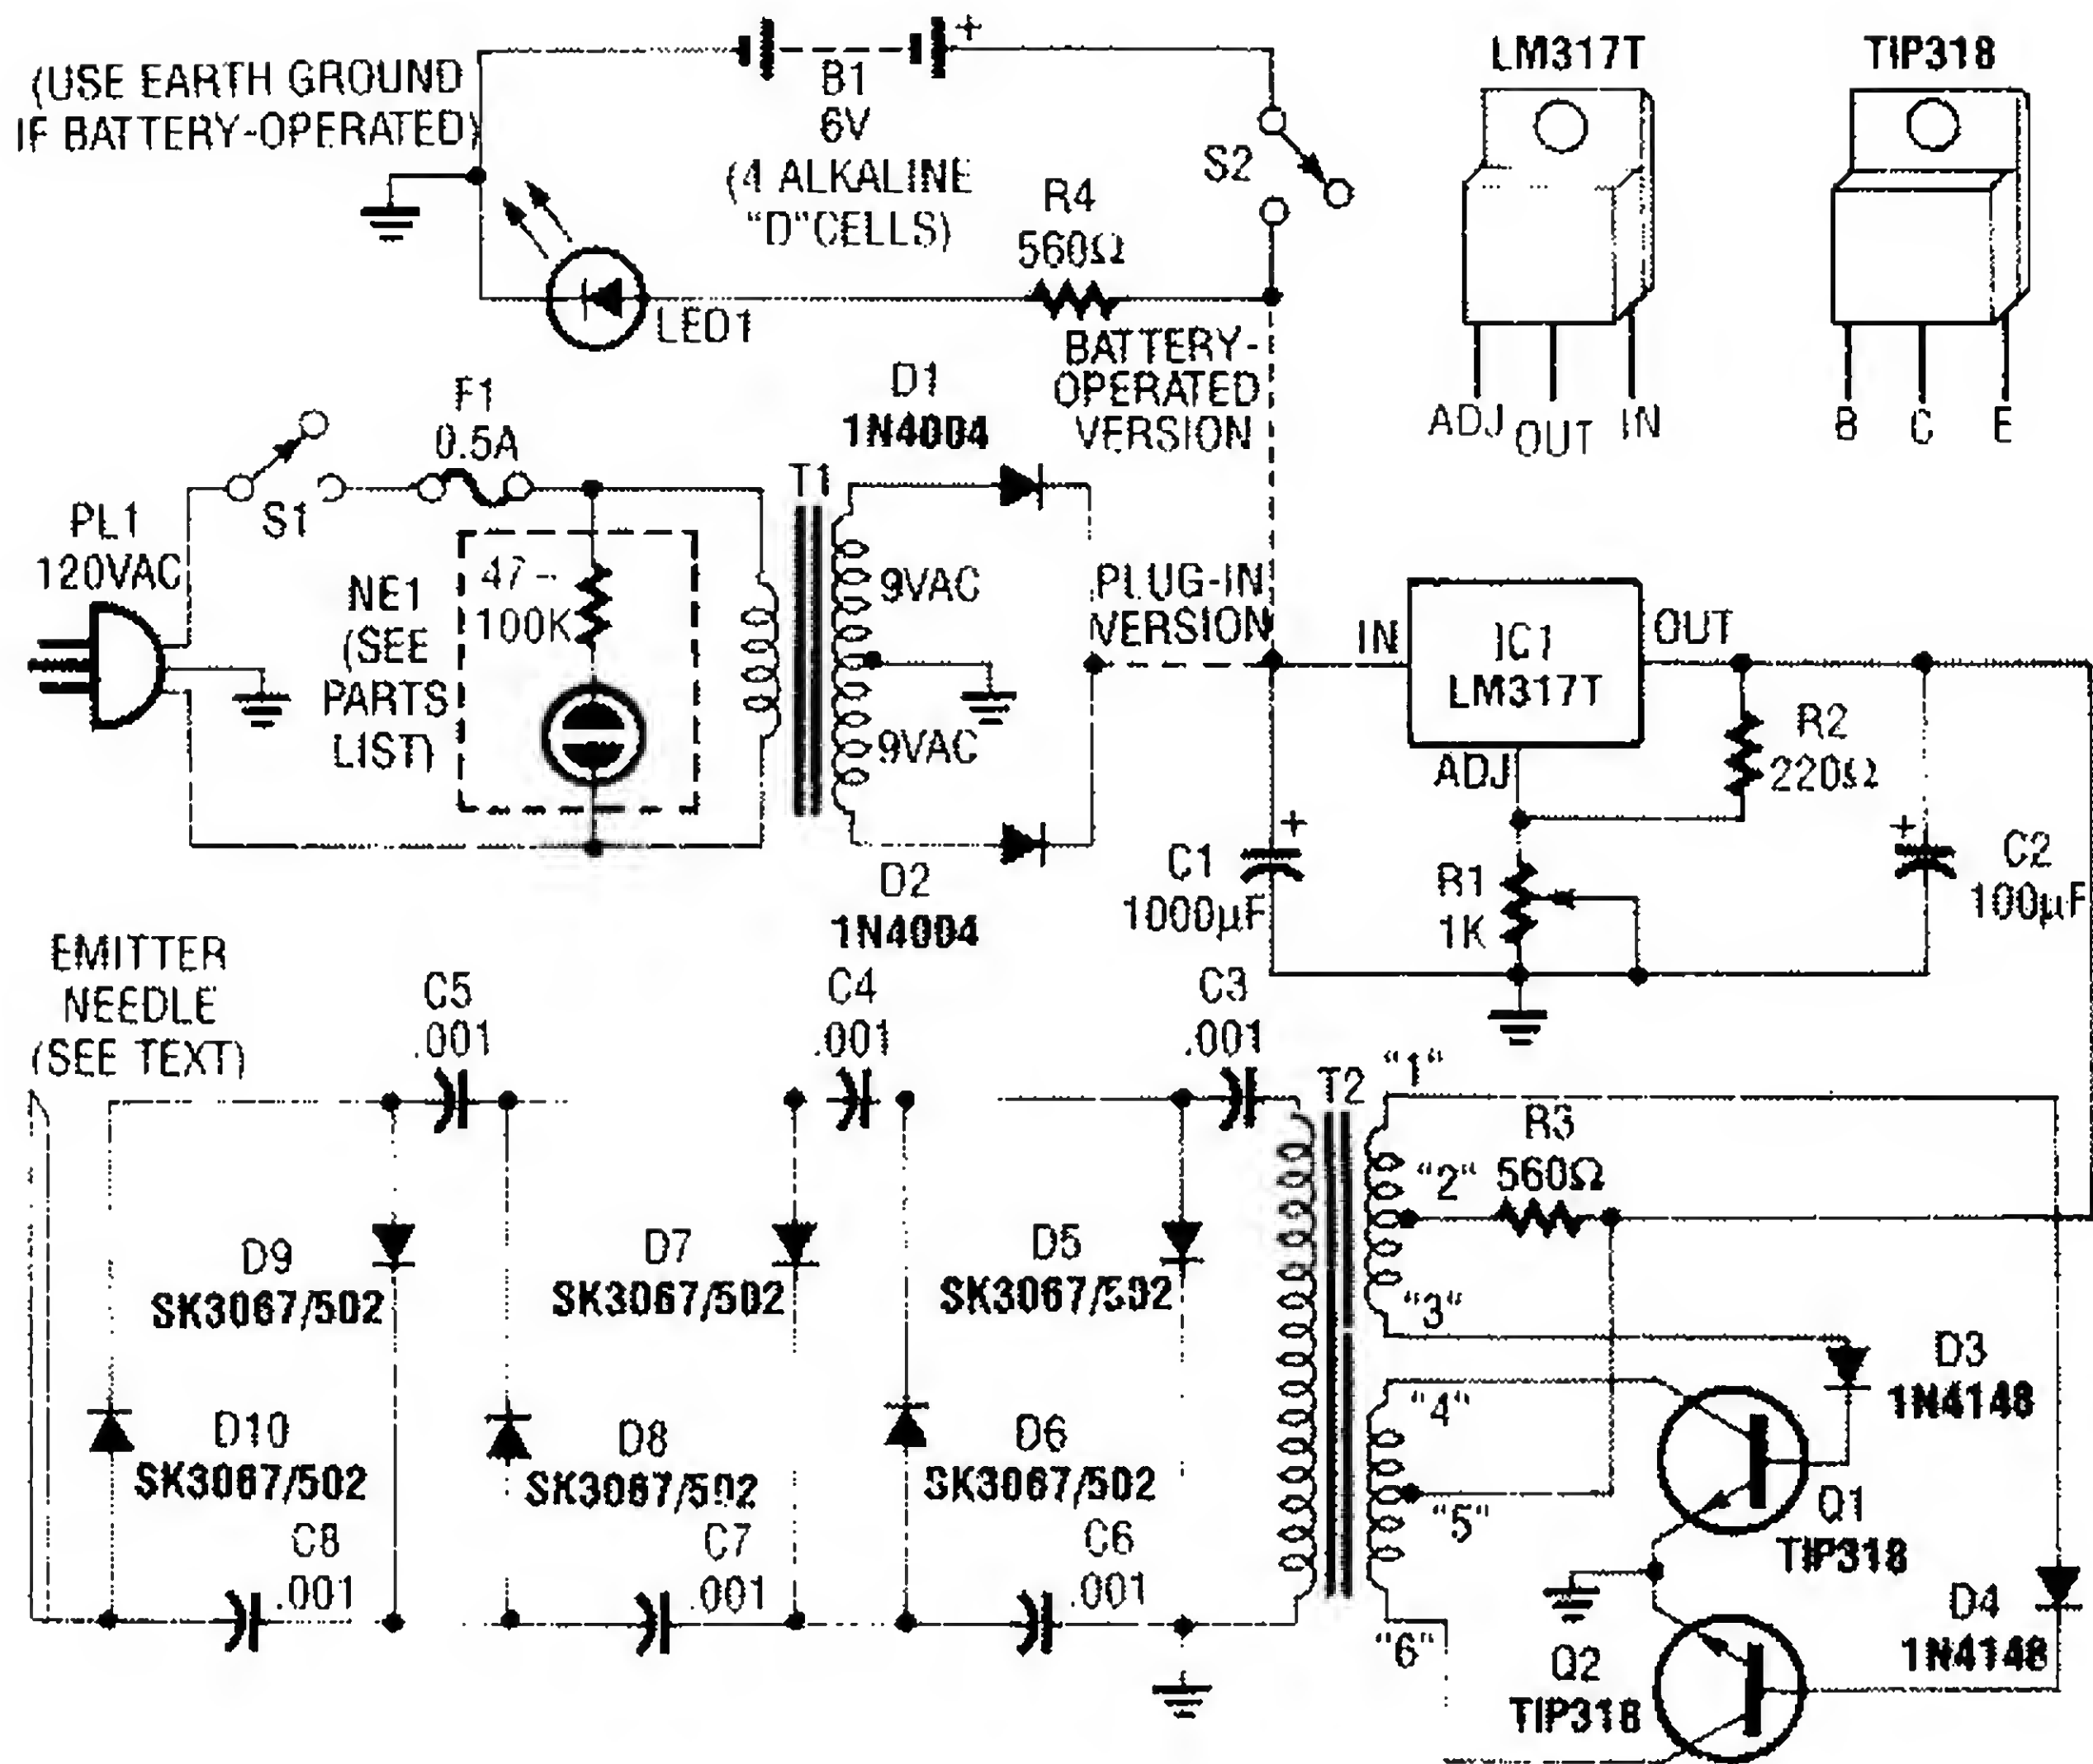 (USE EARTH GROUND
IF BATTERY-OPERATED)
+
B1
6V
(4 ALKALINE
"D"CELLS)
S2
R4
560Ω
LED1
BATTERY-
OPERATED
VERSION
LM317T
ADJ OUT IN
TIP318
B C E
PL1
120VAC
S1
F1
0.5A
NE1
(SEE
PARTS
LIST)
47-
100K
T1
D1
1N4004
9VAC
9VAC
D2
1N4004
PLUG-IN
VERSION
IN
IC1
LM317T
OUT
ADJ
R2
220Ω
+
C1
1000µF
R1
1K
+
C2
100µF
EMITTER
NEEDLE
(SEE TEXT)
C5
.001
C4
.001
C3
.001
T2
"1"
R3
560Ω
"2"
"3"
"4"
"5"
"6"
D9
SK3067/502
D7
SK3067/502
D5
SK3067/502
D10
SK3067/502
D8
SK3067/502
D6
SK3067/502
C8
.001
C7
.001
C6
.001
D3
1N4148
Q1
TIP318
D4
1N4148
Q2
TIP318